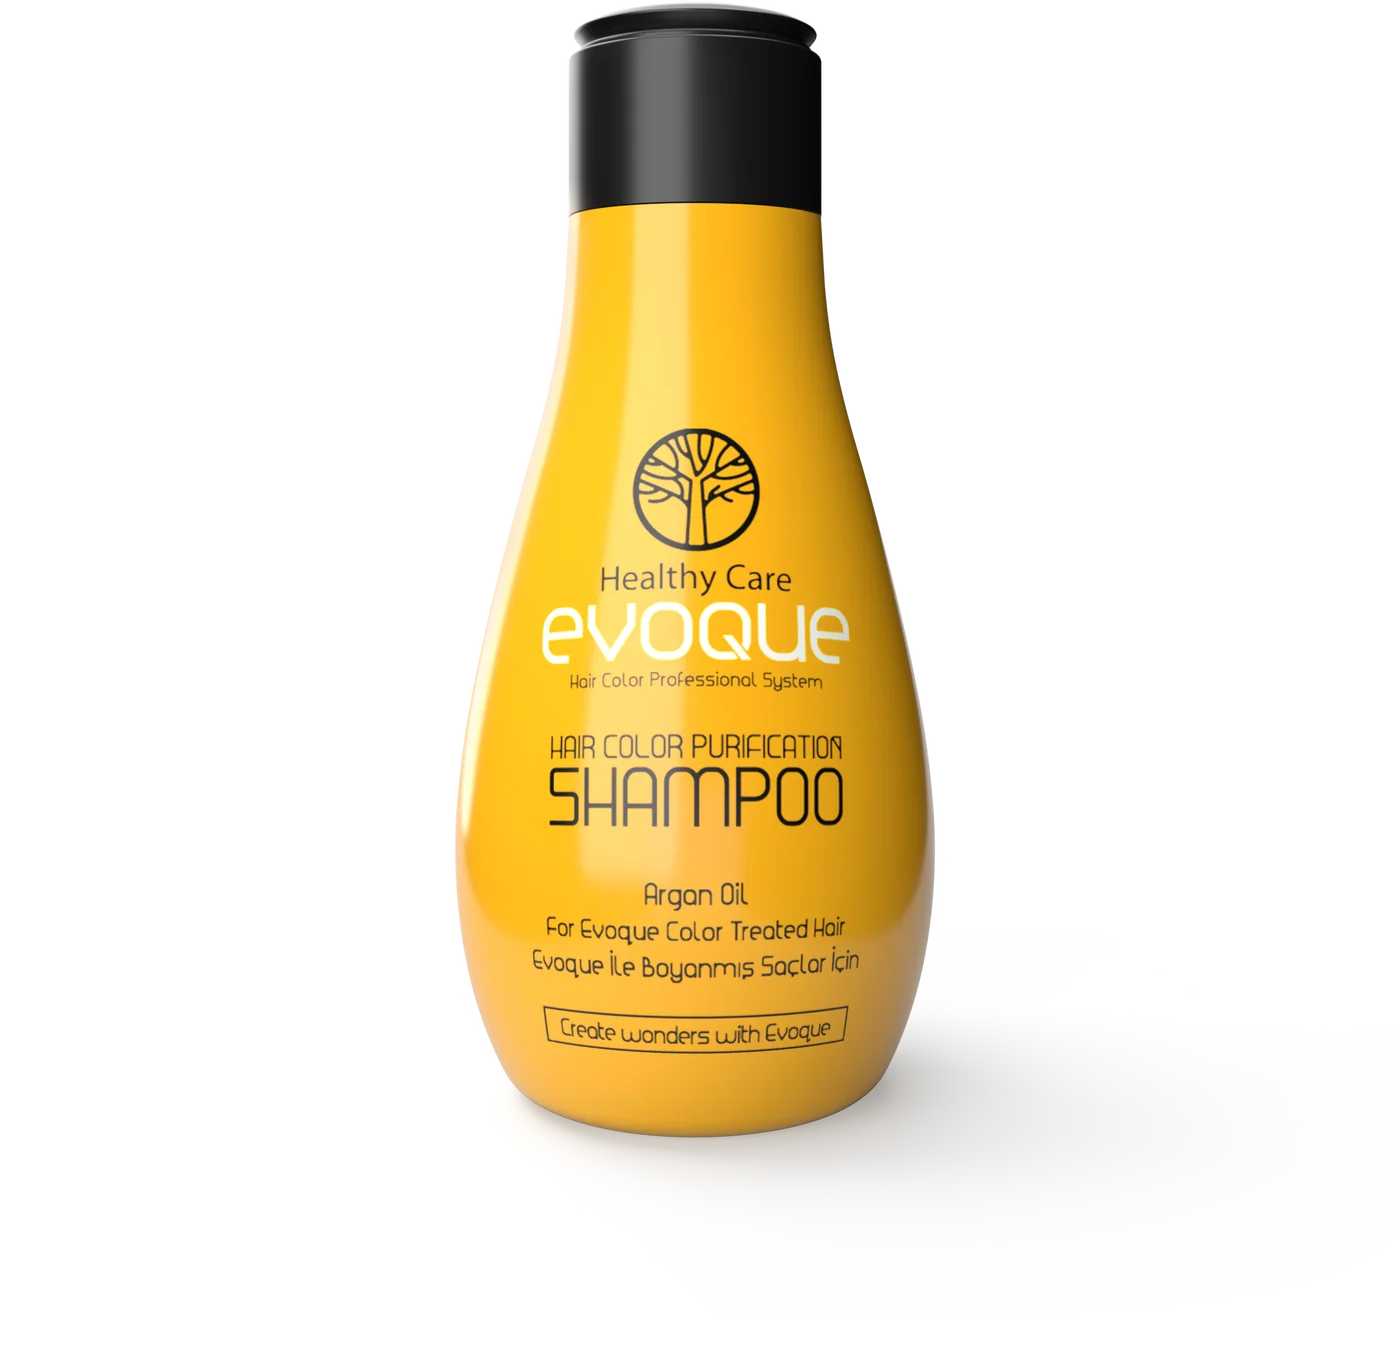 Healthy Care
evoque
Hair Color Professional System
HAIR COLOR PURIFICATION
SHAMPOO
Argan Oil
For Evoque Color Treated Hair
Evoque İle Boyanmış Saçlar İçin
Create wonders with Evoque